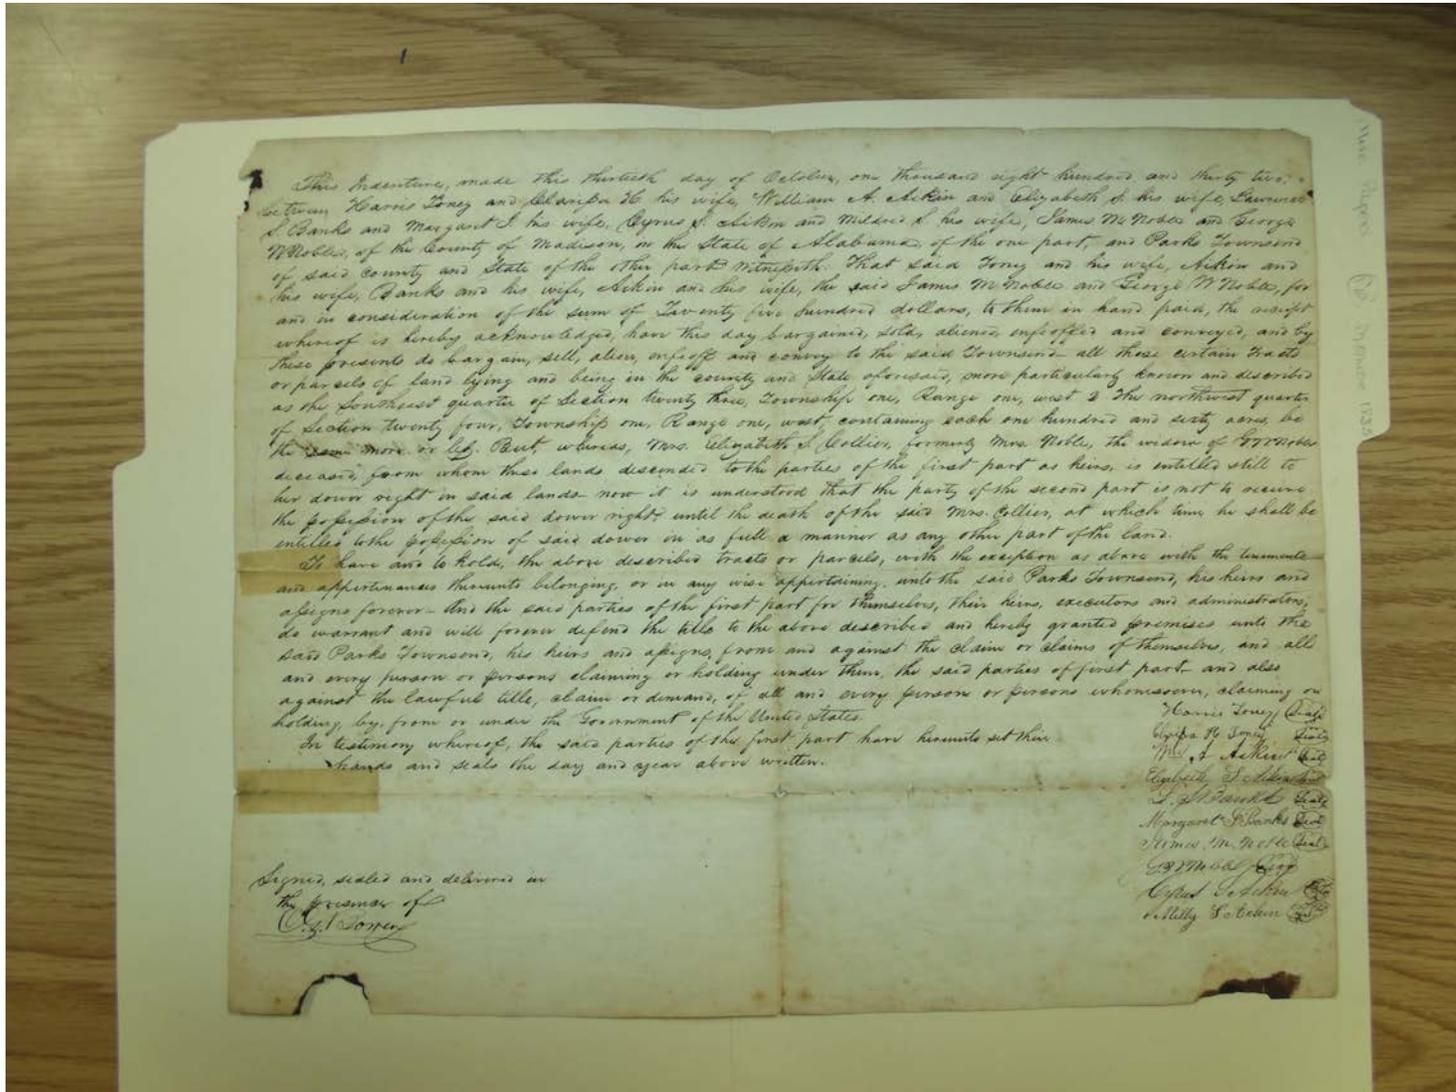 This Indenture, made this thirtieth day of October, one thousand eight hundred and thirty two,
between Harris Toney and Clarissa H. his wife, William A. Aikin and Elizabeth S. his wife, Lawrence
S. Banks and Margaret J. his wife, Cyrus S. Aikin and Mildred S. his wife, James M Noble and George
W Noble, of the County of Madison, in the State of Alabama, of the one part, and Parks Townsend
of said county and State of the other part Witnesseth. That said Toney and his wife, Aikin and
his wife, Banks and his wife, Aikin and his wife, the said James M Noble and George W Noble, for
and in consideration of the sum of Twenty five hundred dollars, to them in hand paid, the receipt
whereof is hereby acknowledged, have this day bargained, sold, aliened, enfeoffed and conveyed, and by
these presents do bargain, sell, alien, enfeoff and convey to the said Townsend all those certain tracts
or parcels of land lying and being in the county and State aforesaid, more particularly known and described
as the Southeast quarter of Section twenty three, Township one, Range one, west & The northwest quarter
of Section twenty four, Township one, Range one, west, containing each one hundred and sixty acres, be
the same more or less. But, whereas, Mrs. Elizabeth S. Collier, formerly Mrs. Noble, the widow of Noble
deceased, from whom these lands descended to the parties of the first part as heirs, is entitled still to
her dower right in said lands now it is understood that the party of the second part is not to receive
the possession of the said dower right, until the death of the said Mrs. Collier, at which time he shall be
entitled to the possession of said dower in as full a manner as any other part of the land.
To have and to hold, the above described tracts or parcels, with the exception as above with the tenements
and appertenances thereunto belonging, or in any wise appertaining, unto the said Parks Townsend, his heirs and
assigns forever – And the said parties of the first part for themselves, their heirs, executors and administrators,
do warrant and will forever defend the title to the above described and hereby granted premises unto the
said Parks Townsend, his heirs and assigns, from and against the claim or claims of themselves, and all
and every person or persons claiming or holding under them, the said parties of first part and also
against the lawful title, claim or demand, of all and every person or persons whomsoever, claiming or
holding, by, from or under the Government of the United States.
In testimony whereof, the said parties of the first part have hereunto set their
hands and seals the day and year above written.
Harris Toney Seal
Clarissa H. Toney Seal
Wm A Aikin Seal
Elizabeth S Aikin Seal
L. S Banks Seal
Margaret J Banks Seal
James M. Noble Seal
G W Noble Seal
Cyrus S Aikin Seal
Milly S Aikin Seal
Signed, sealed and delivered in
the presence of